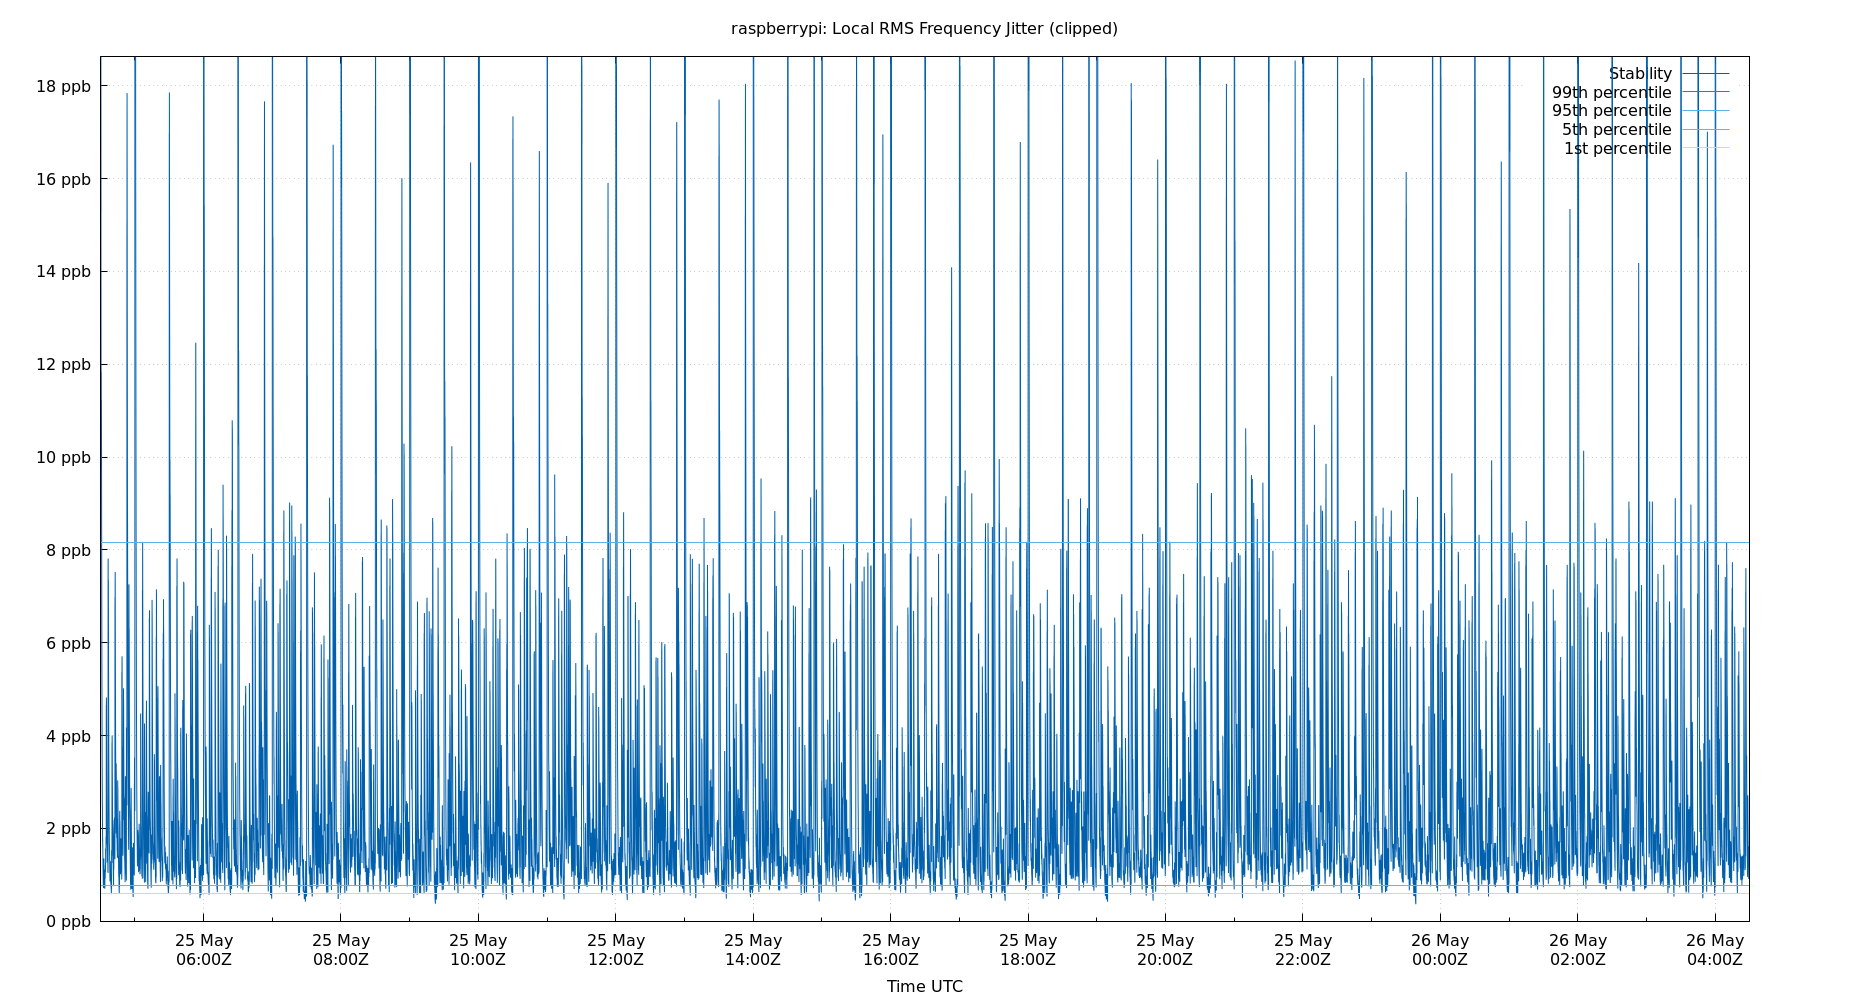 raspberrypi: Local RMS Frequency Jitter (clipped)
Stability
99th percentile
95th percentile
5th percentile
1st percentile
18 ppb
16 ppb
14 ppb
12 ppb
10 ppb
8 ppb
6 ppb
4 ppb
2 ppb
0 ppb
25 May 25 May 25 May 25 May 25 May 25 May 25 May 25 May 25 May 26 May 26 May 26 May
06:00Z 08:00Z 10:00Z 12:00Z 14:00Z 16:00Z 18:00Z 20:00Z 22:00Z 00:00Z 02:00Z 04:00Z
Time UTC